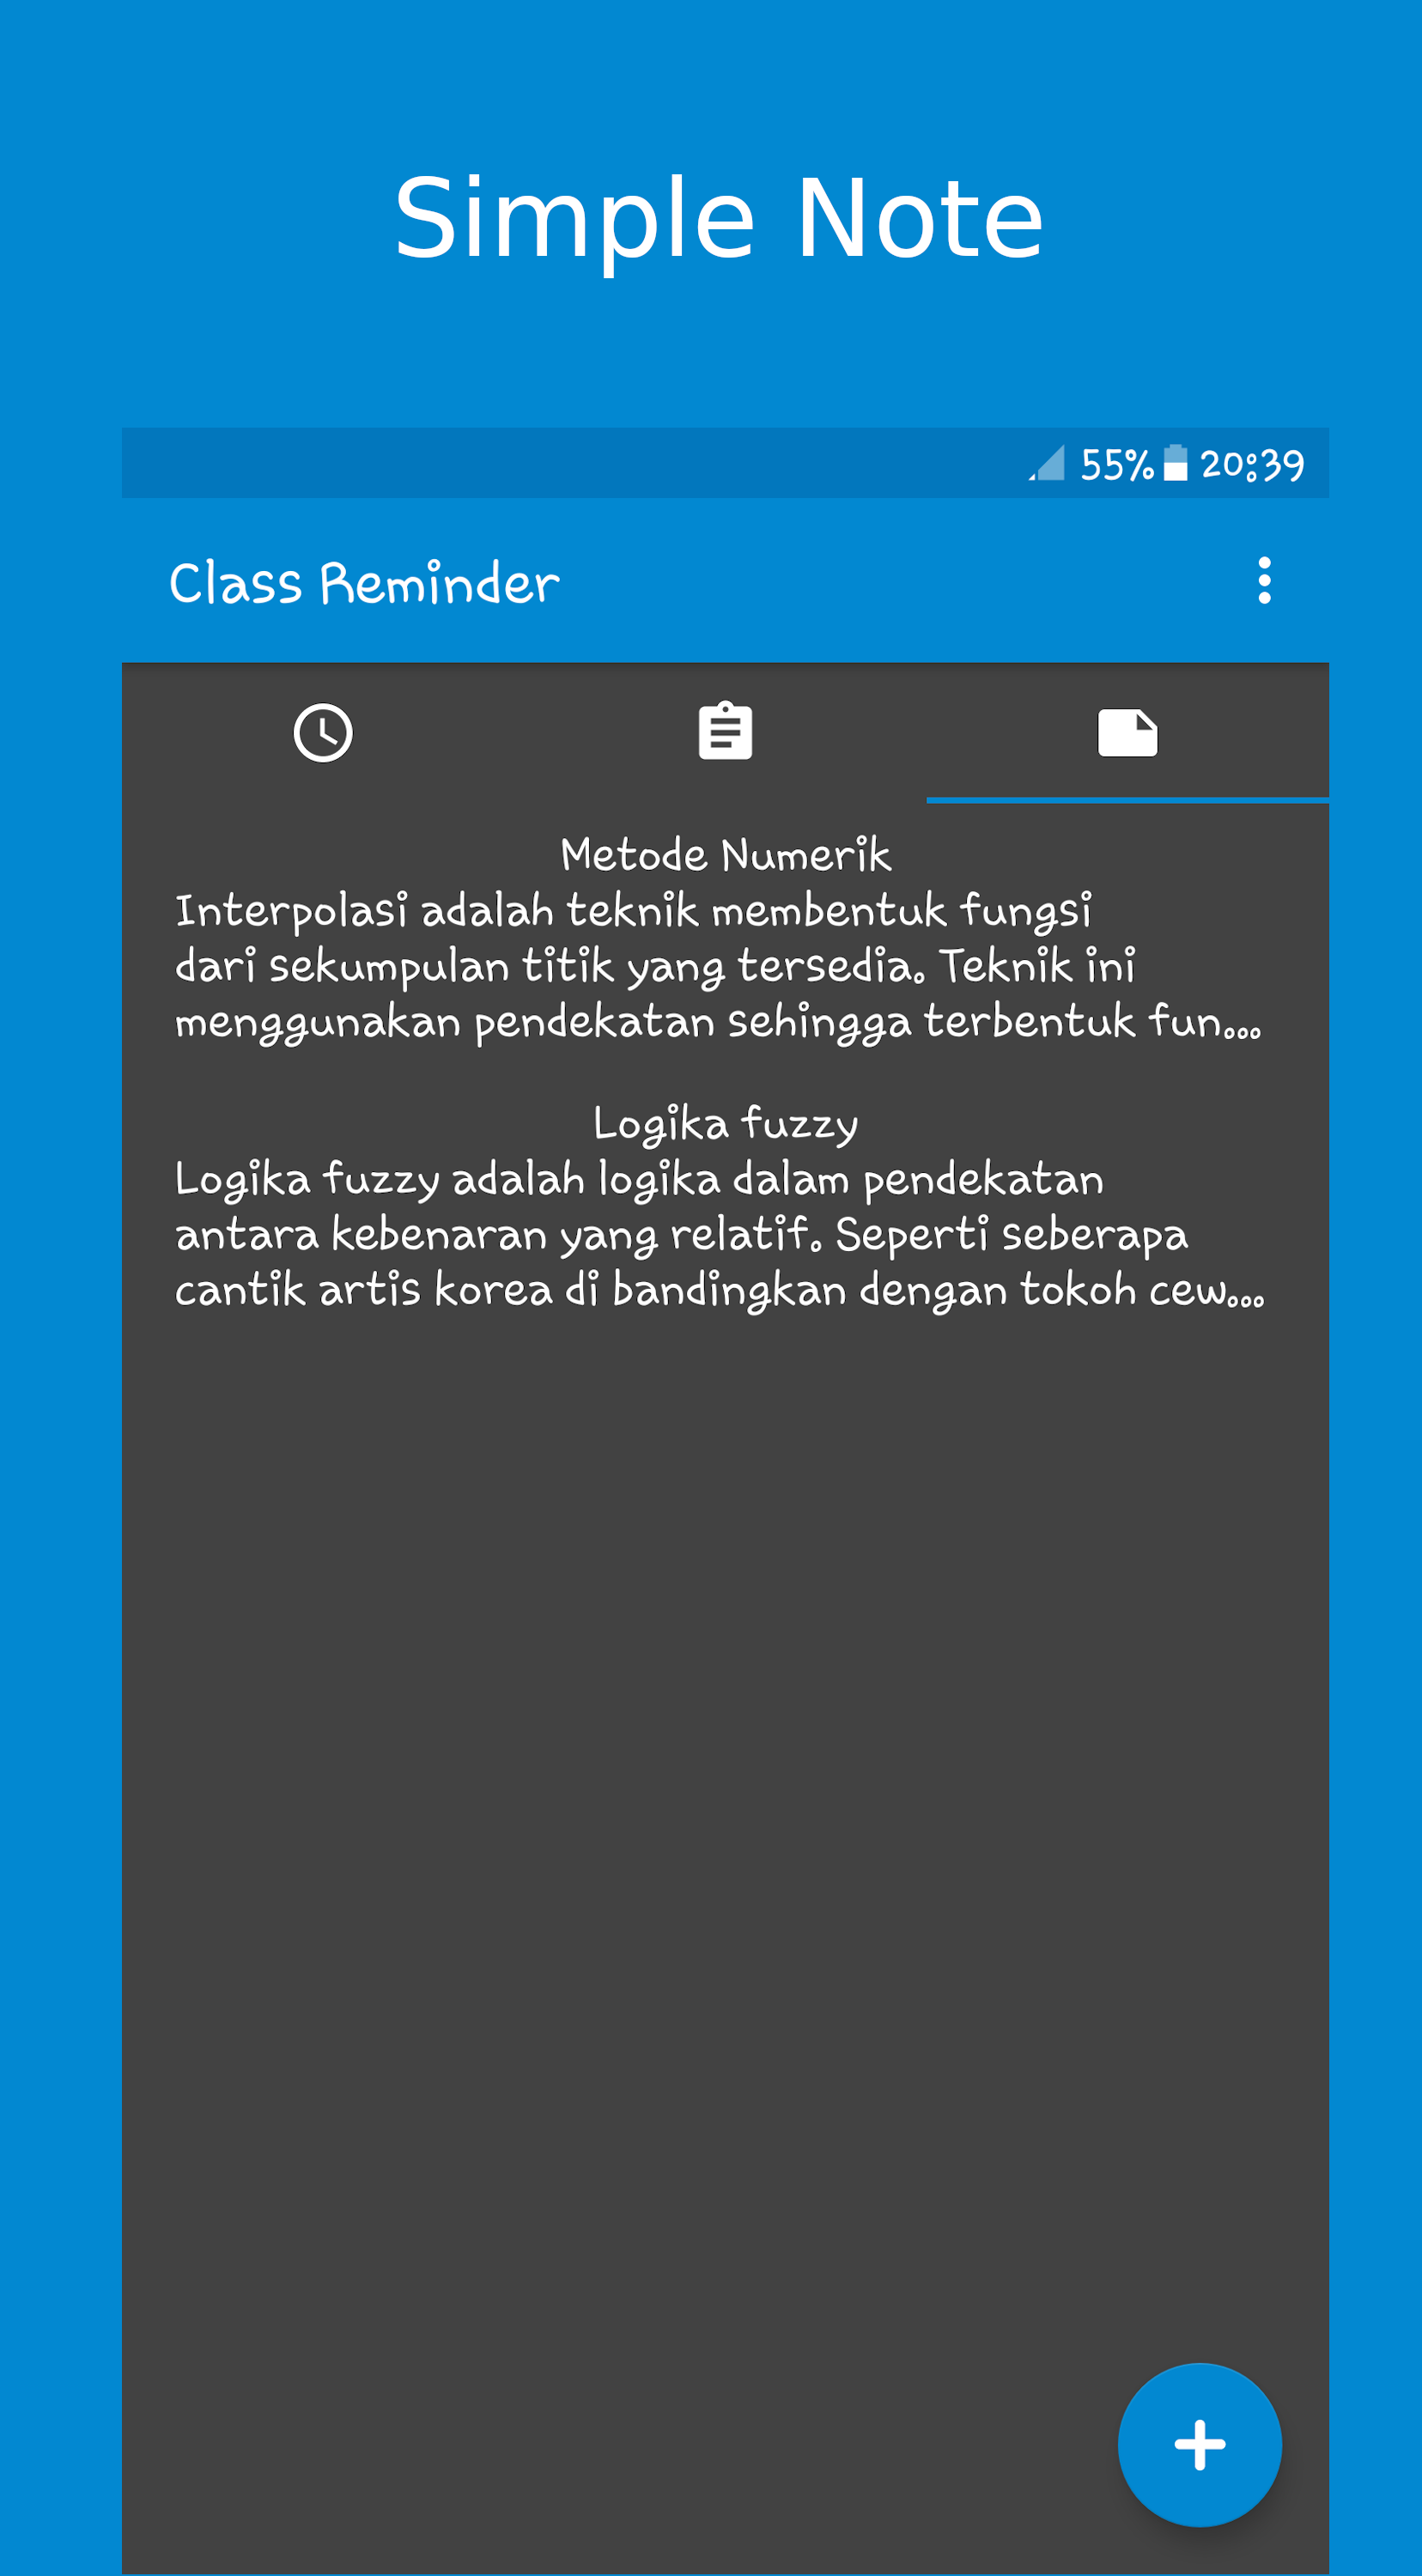 Simple Note
55% 20:39
Class Reminder
Metode Numerik
Interpolasi adalah teknik membentuk fungsi
dari sekumpulan titik yang tersedia. Teknik ini
menggunakan pendekatan sehingga terbentuk fun...
Logika fuzzy
Logika fuzzy adalah logika dalam pendekatan
antara kebenaran yang relatif. Seperti seberapa
cantik artis korea di bandingkan dengan tokoh cew...